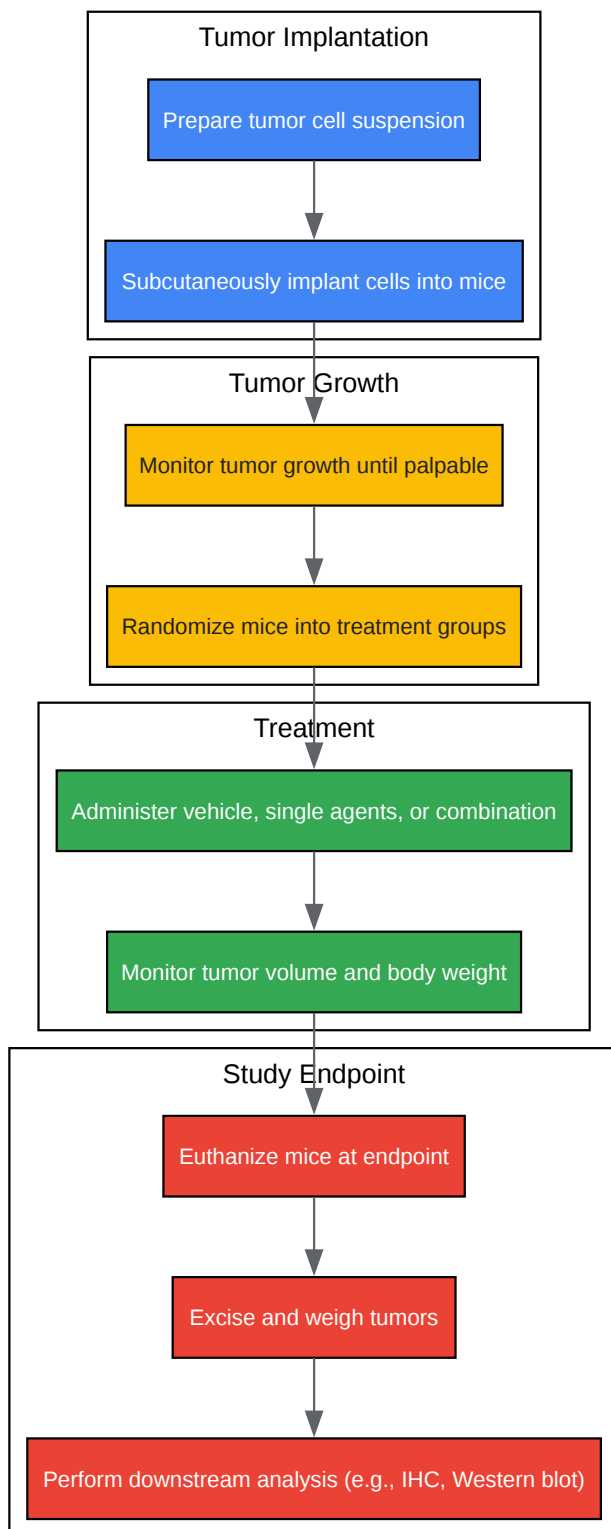 Tumor Implantation
Prepare tumor cell suspension
Subcutaneously implant cells into mice
Tumor Growth
Monitor tumor growth until palpable
Randomize mice into treatment groups
Treatment
Administer vehicle, single agents, or combination
Monitor tumor volume and body weight
Study Endpoint
Euthanize mice at endpoint
Excise and weigh tumors
Perform downstream analysis (e.g., IHC, Western blot)